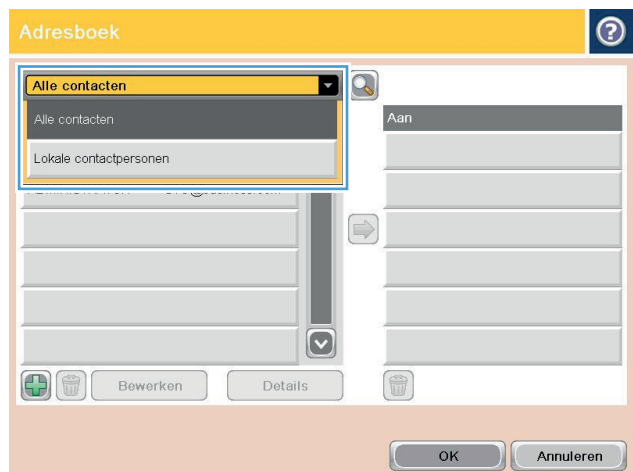 Adresboek
Alle contacten
Alle contacten
Lokale contactpersonen
Aan
Bewerken
Details
OK
Annuleren